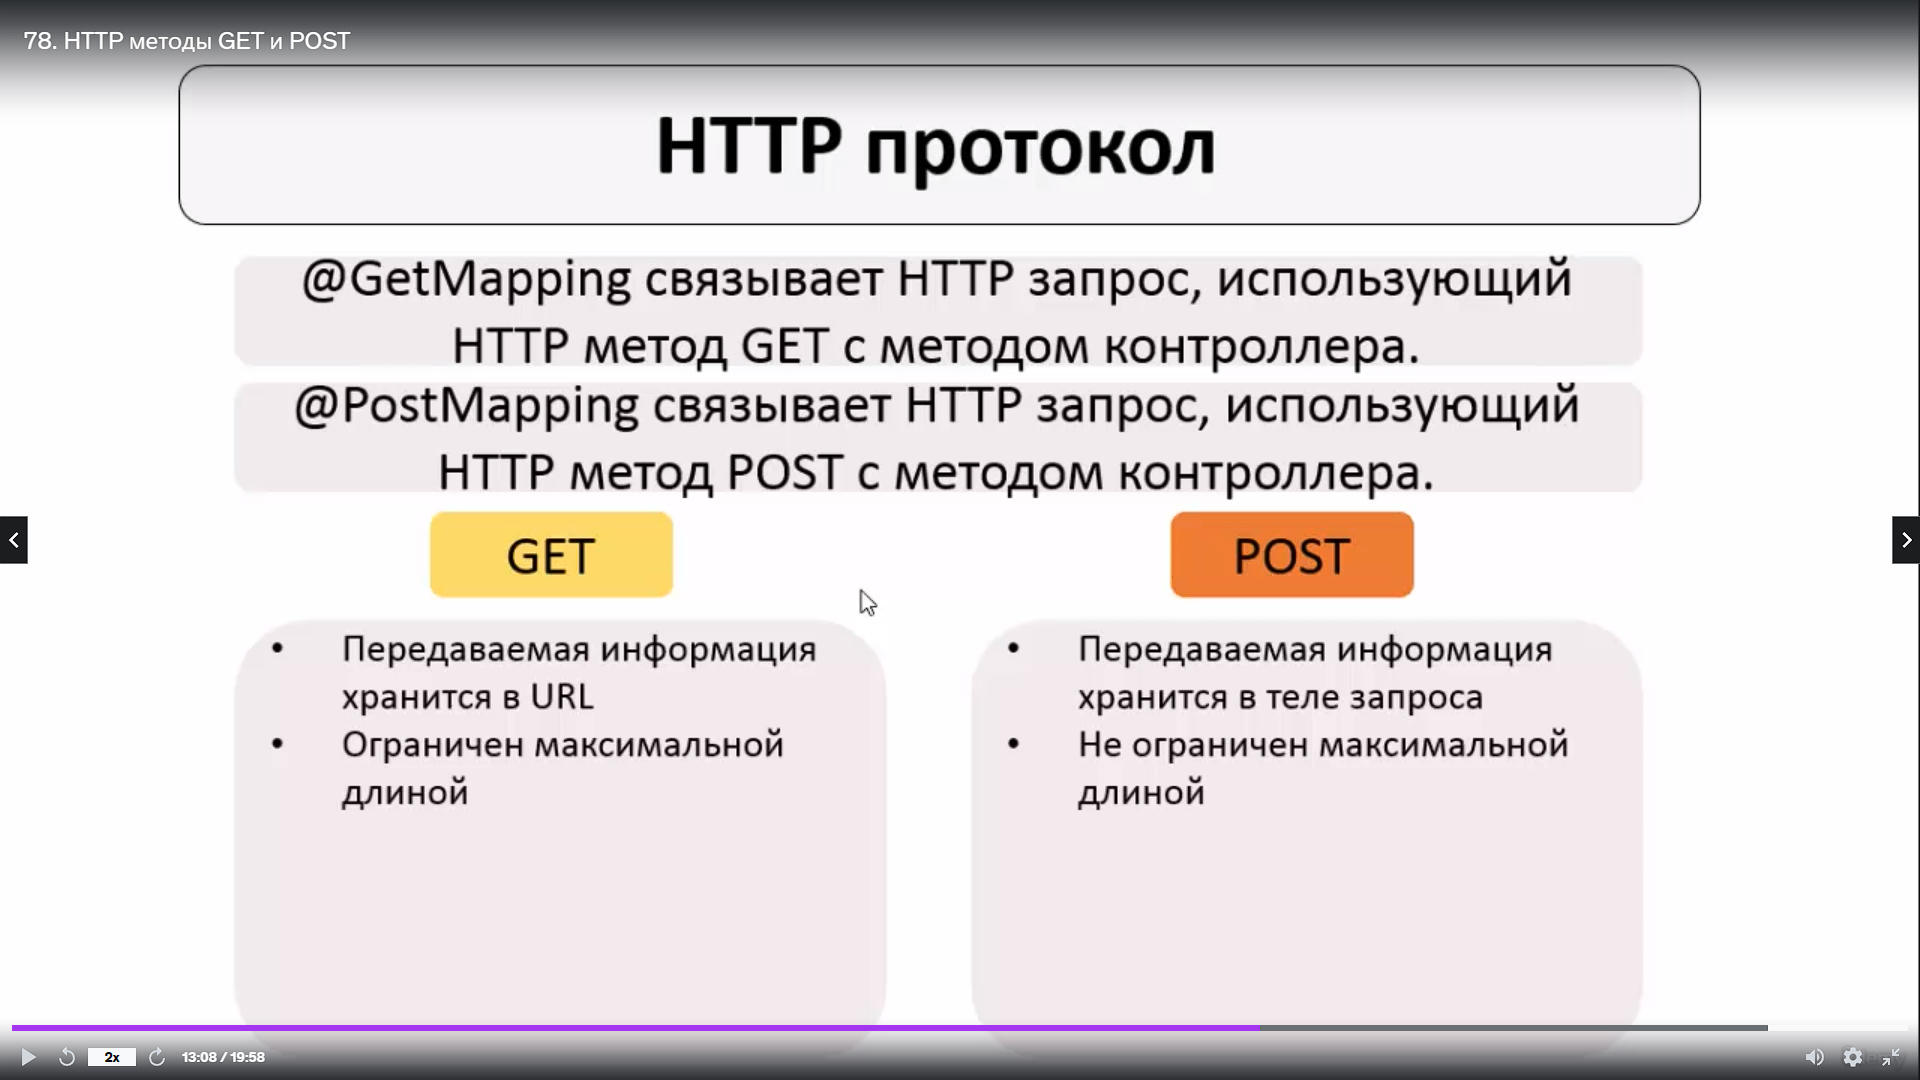 78. HTTP методы GET и POST
HTTP протокол
@GetMapping связывает HTTP запрос, использующий
HTTP метод GET с методом контроллера.
@PostMapping связывает HTTP запрос, использующий
HTTP метод POST с методом контроллера.
GET
• Передаваемая информация
хранится в URL
• Ограничен максимальной
длиной
POST
• Передаваемая информация
хранится в теле запроса
• Не ограничен максимальной
длиной
2x
13:08 / 19:58